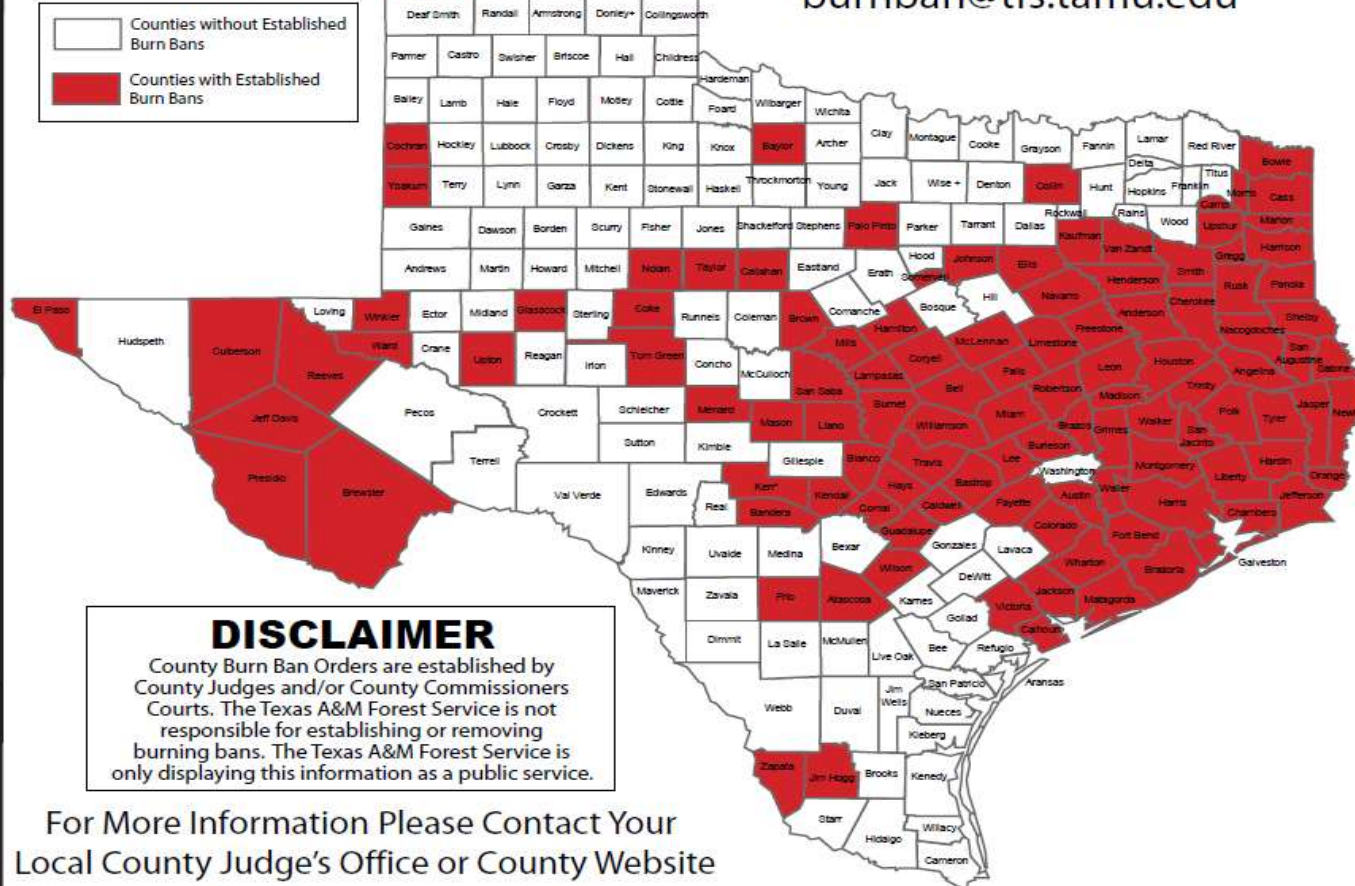 burnban@tfs.tamu.edu
Counties without Established
Burn Bans
Counties with Established
Burn Bans
Deaf Smith Randall Armstrong Donley+ Collingsworth
Parmer Castro Swisher Briscoe Hall Childress
Hardeman
Bailey Lamb Hale Floyd Motley Cottle Foard Wilbarger Wichita
Cochran Hockley Lubbock Crosby Dickens King Knox Baylor Archer Clay Montague Cooke Grayson Fannin Lamar Red River Bowie
Delta Titus
Yoakum Terry Lynn Garza Kent Stonewall Haskell Throckmorton Young Jack Wise + Denton Collin Hunt Hopkins Franklin Morris Cass
Camp
Gaines Dawson Borden Scurry Fisher Jones Shackelford Stephens Palo Pinto Parker Tarrant Dallas Rockwall Rains Wood Upshur Marion
Kaufman Van Zandt Gregg Harrison
Andrews Martin Howard Mitchell Nolan Taylor Callahan Eastland Erath Hood Somervell Johnson Ellis Henderson Smith Rusk Panola
El Paso Hudspeth Culberson Loving Winkler Ector Midland Glasscock Sterling Coke Runnels Coleman Brown Comanche Bosque Hill Navarro Anderson Cherokee Shelby
Hamilton Freestone Nacogdoches
Reeves Ward Crane Upton Reagan Irion Tom Green Concho McCulloch Mills Coryell McLennan Limestone Leon Houston Angelina San
Augustine Sabine
San Saba Lampasas Bell Falls Robertson Madison Trinity
Jeff Davis Pecos Crockett Schleicher Menard Mason Llano Burnet Williamson Milam Brazos Grimes Walker San
Jacinto Polk Tyler Jasper
Sutton Kimble Gillespie Blanco Travis Lee Burleson Washington Montgomery Liberty Hardin Orange
Presidio Brewster Terrell Val Verde Edwards Real Kerr* Bandera Kendall Comal Hays Caldwell Bastrop Fayette Austin Waller Harris Chambers Jefferson
Guadalupe Colorado Fort Bend
Kinney Uvalde Medina Bexar Wilson Gonzales Lavaca Wharton Brazoria Galveston
DeWitt
Maverick Zavala Frio Atascosa Karnes Victoria Jackson Matagorda
Goliad Calhoun
Dimmit La Salle McMullen Live Oak Bee Refugio
San Patricio Aransas
Webb Duval Jim
Wells Nueces
Kleberg
Zapata Jim Hogg Brooks Kenedy
Starr Hidalgo Willacy
Cameron
DISCLAIMER
County Burn Ban Orders are established by
County Judges and/or County Commissioners
Courts. The Texas A&M Forest Service is not
responsible for establishing or removing
burning bans. The Texas A&M Forest Service is
only displaying this information as a public service.
For More Information Please Contact Your
Local County Judge's Office or County Website